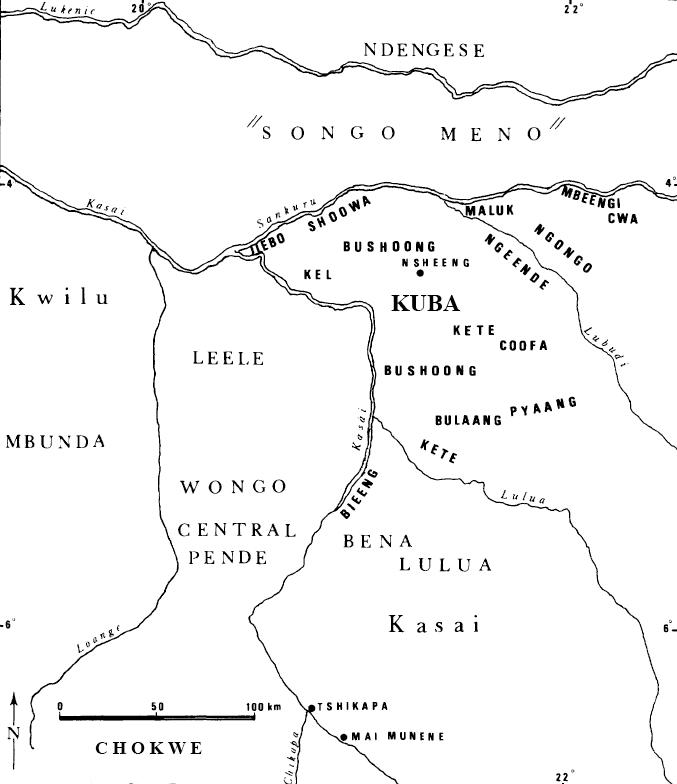 Lukenie
20°
22°
NDENGESE
"SONGO MENO"
4
4°
Kasai
Sankuru
SHOOWA
MBEENGI
CWA
MALUK
IIEBO
BUSHOONG
NGONGO
NGEENDE
NSHEENG
KEL
Kwilu
KUBA
KETE
COOFA
Lubudi
LEELE
BUSHOONG
PYAANG
BULAANG
Kasai
MBUNDA
KETE
WONGO
BIEENG
Lulua
CENTRAL
PENDE
BENA
LULUA
Kasai
6°
6°
Loange
0 50 100 km
TSHIKAPA
N
MAI MUNENE
CHOKWE
Chikapa
22°